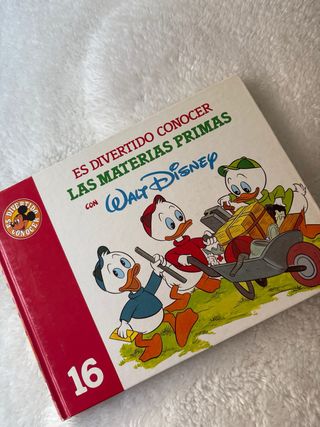 ES DIVERTIDO CONOCER
LAS MATERIAS PRIMAS
CON WALT DISNEY
ES DIVERTIDO
CONOCER
16